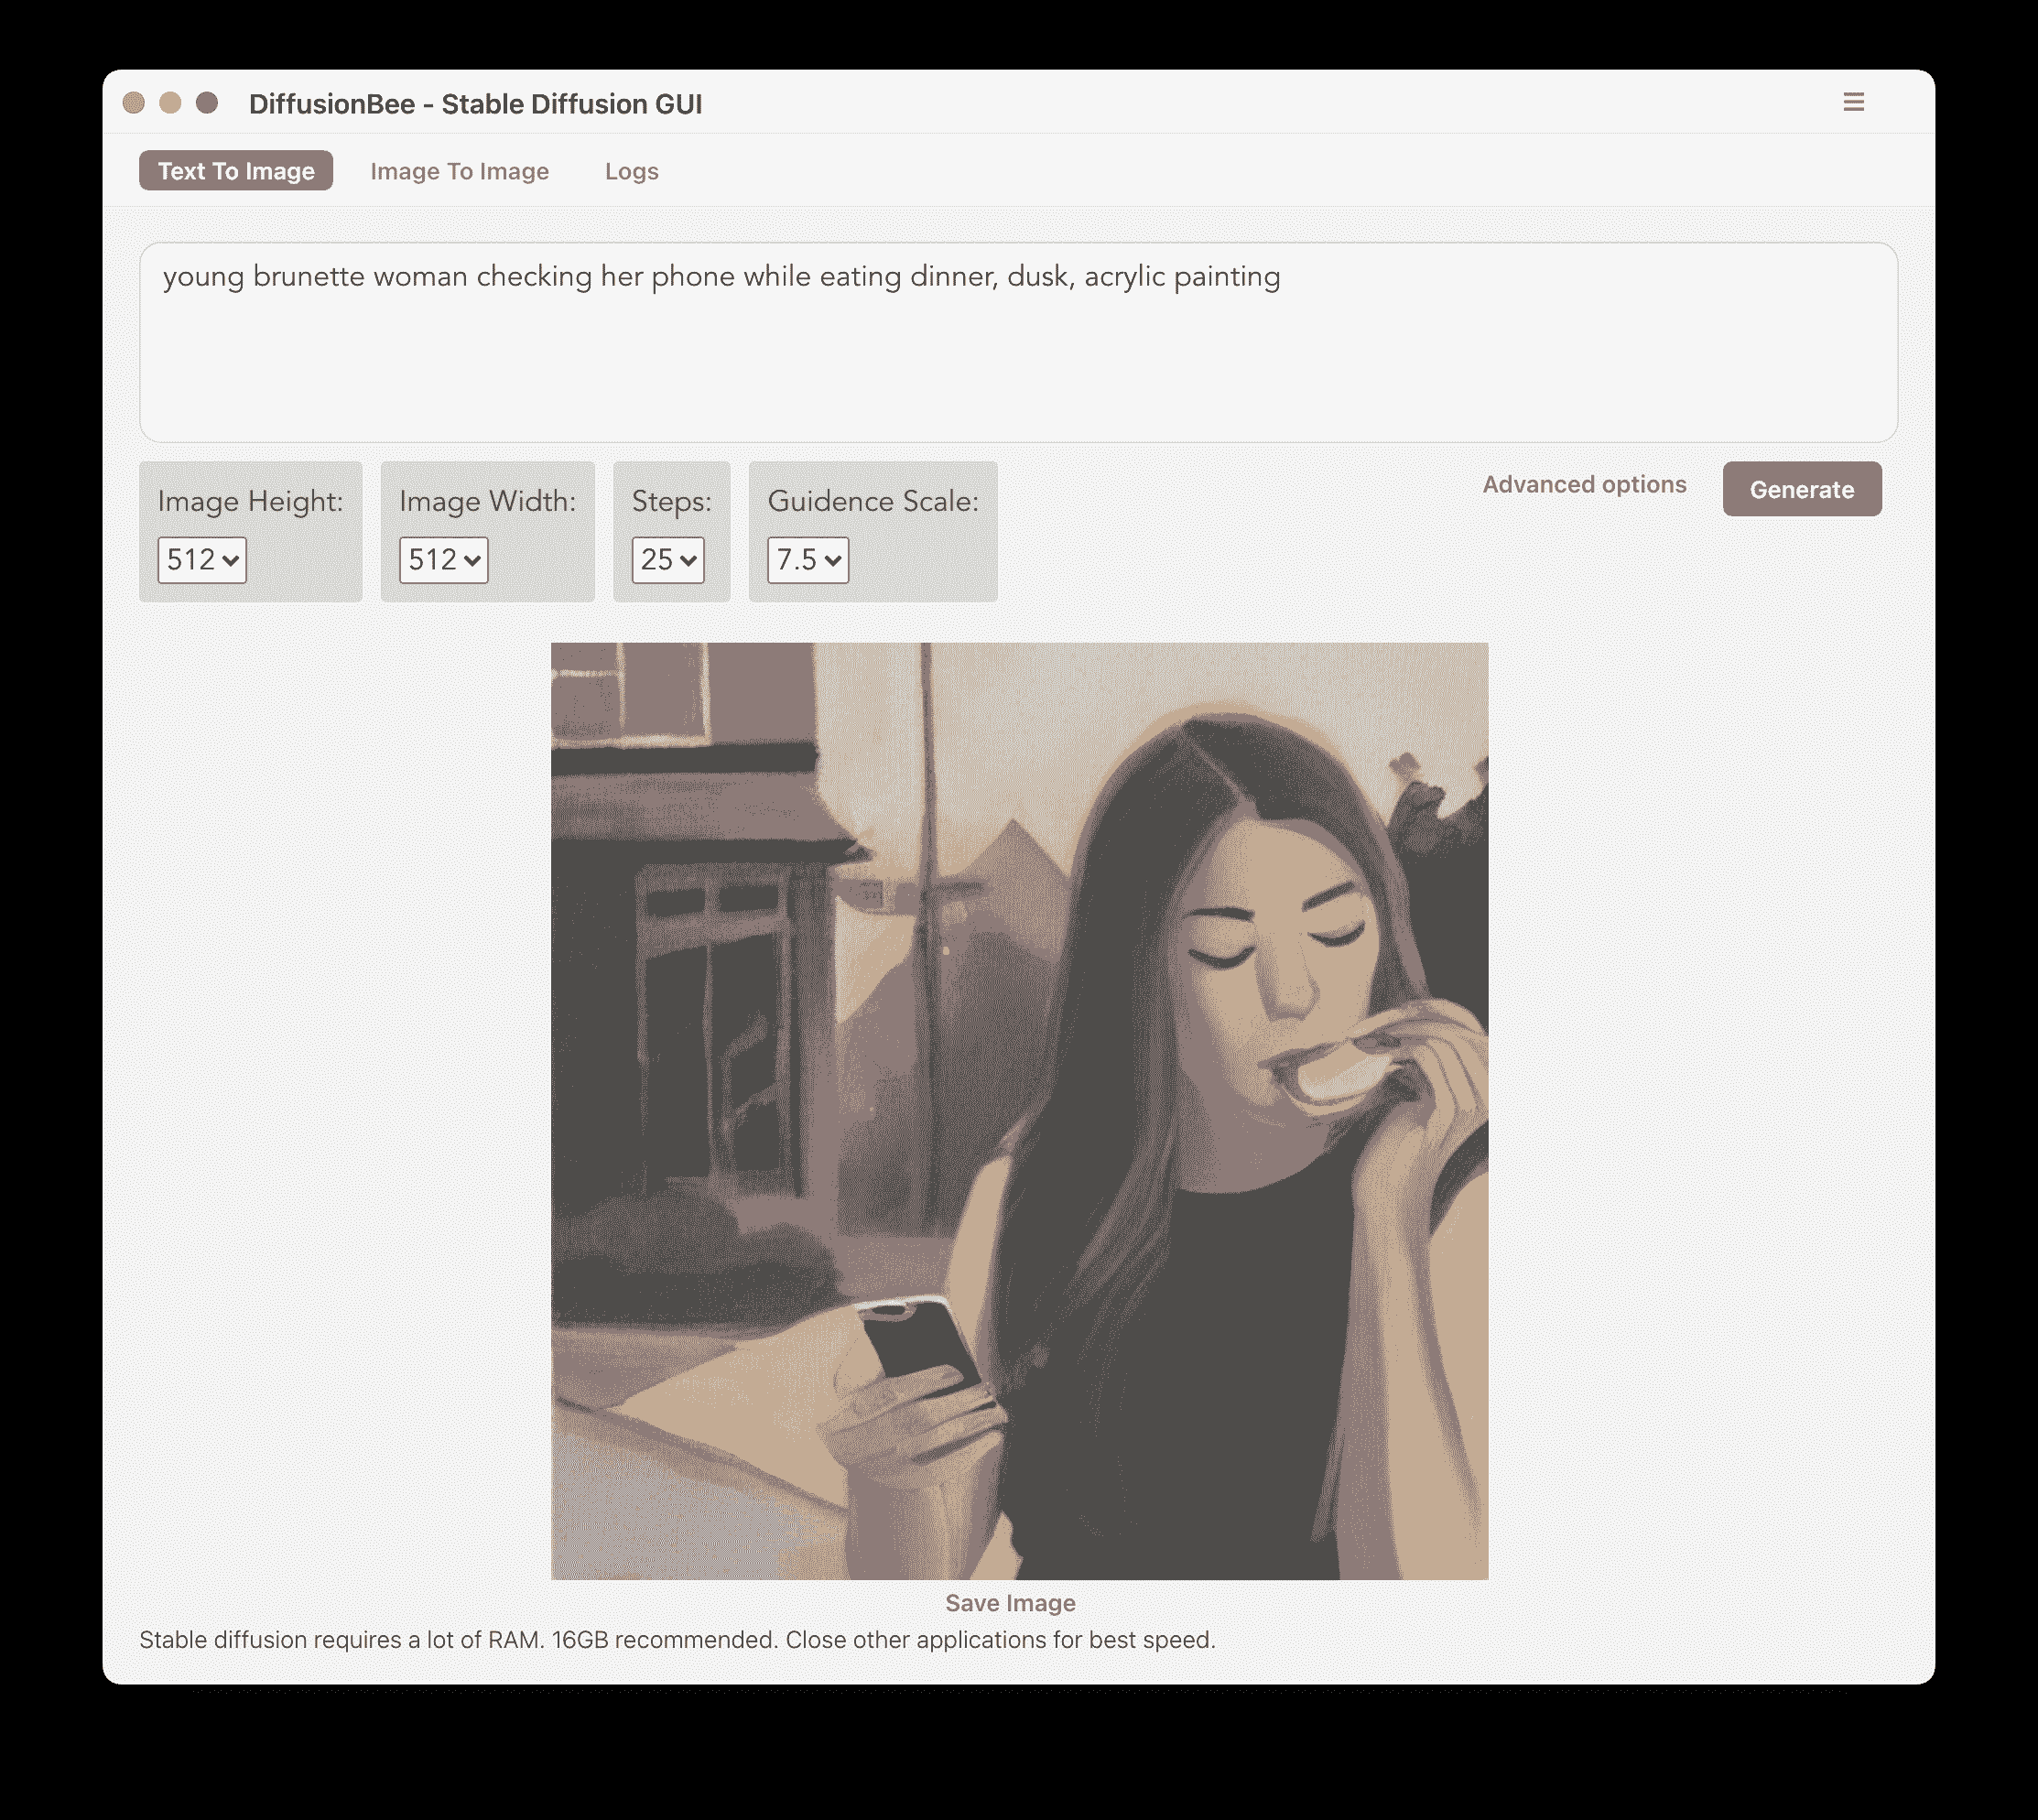 DiffusionBee - Stable Diffusion GUI
Text To Image Image To Image Logs
young brunette woman checking her phone while eating dinner, dusk, acrylic painting
Image Height: Image Width: Steps: Guidence Scale: Advanced options Generate
512 512 25 7.5
Save Image
Stable diffusion requires a lot of RAM. 16GB recommended. Close other applications for best speed.